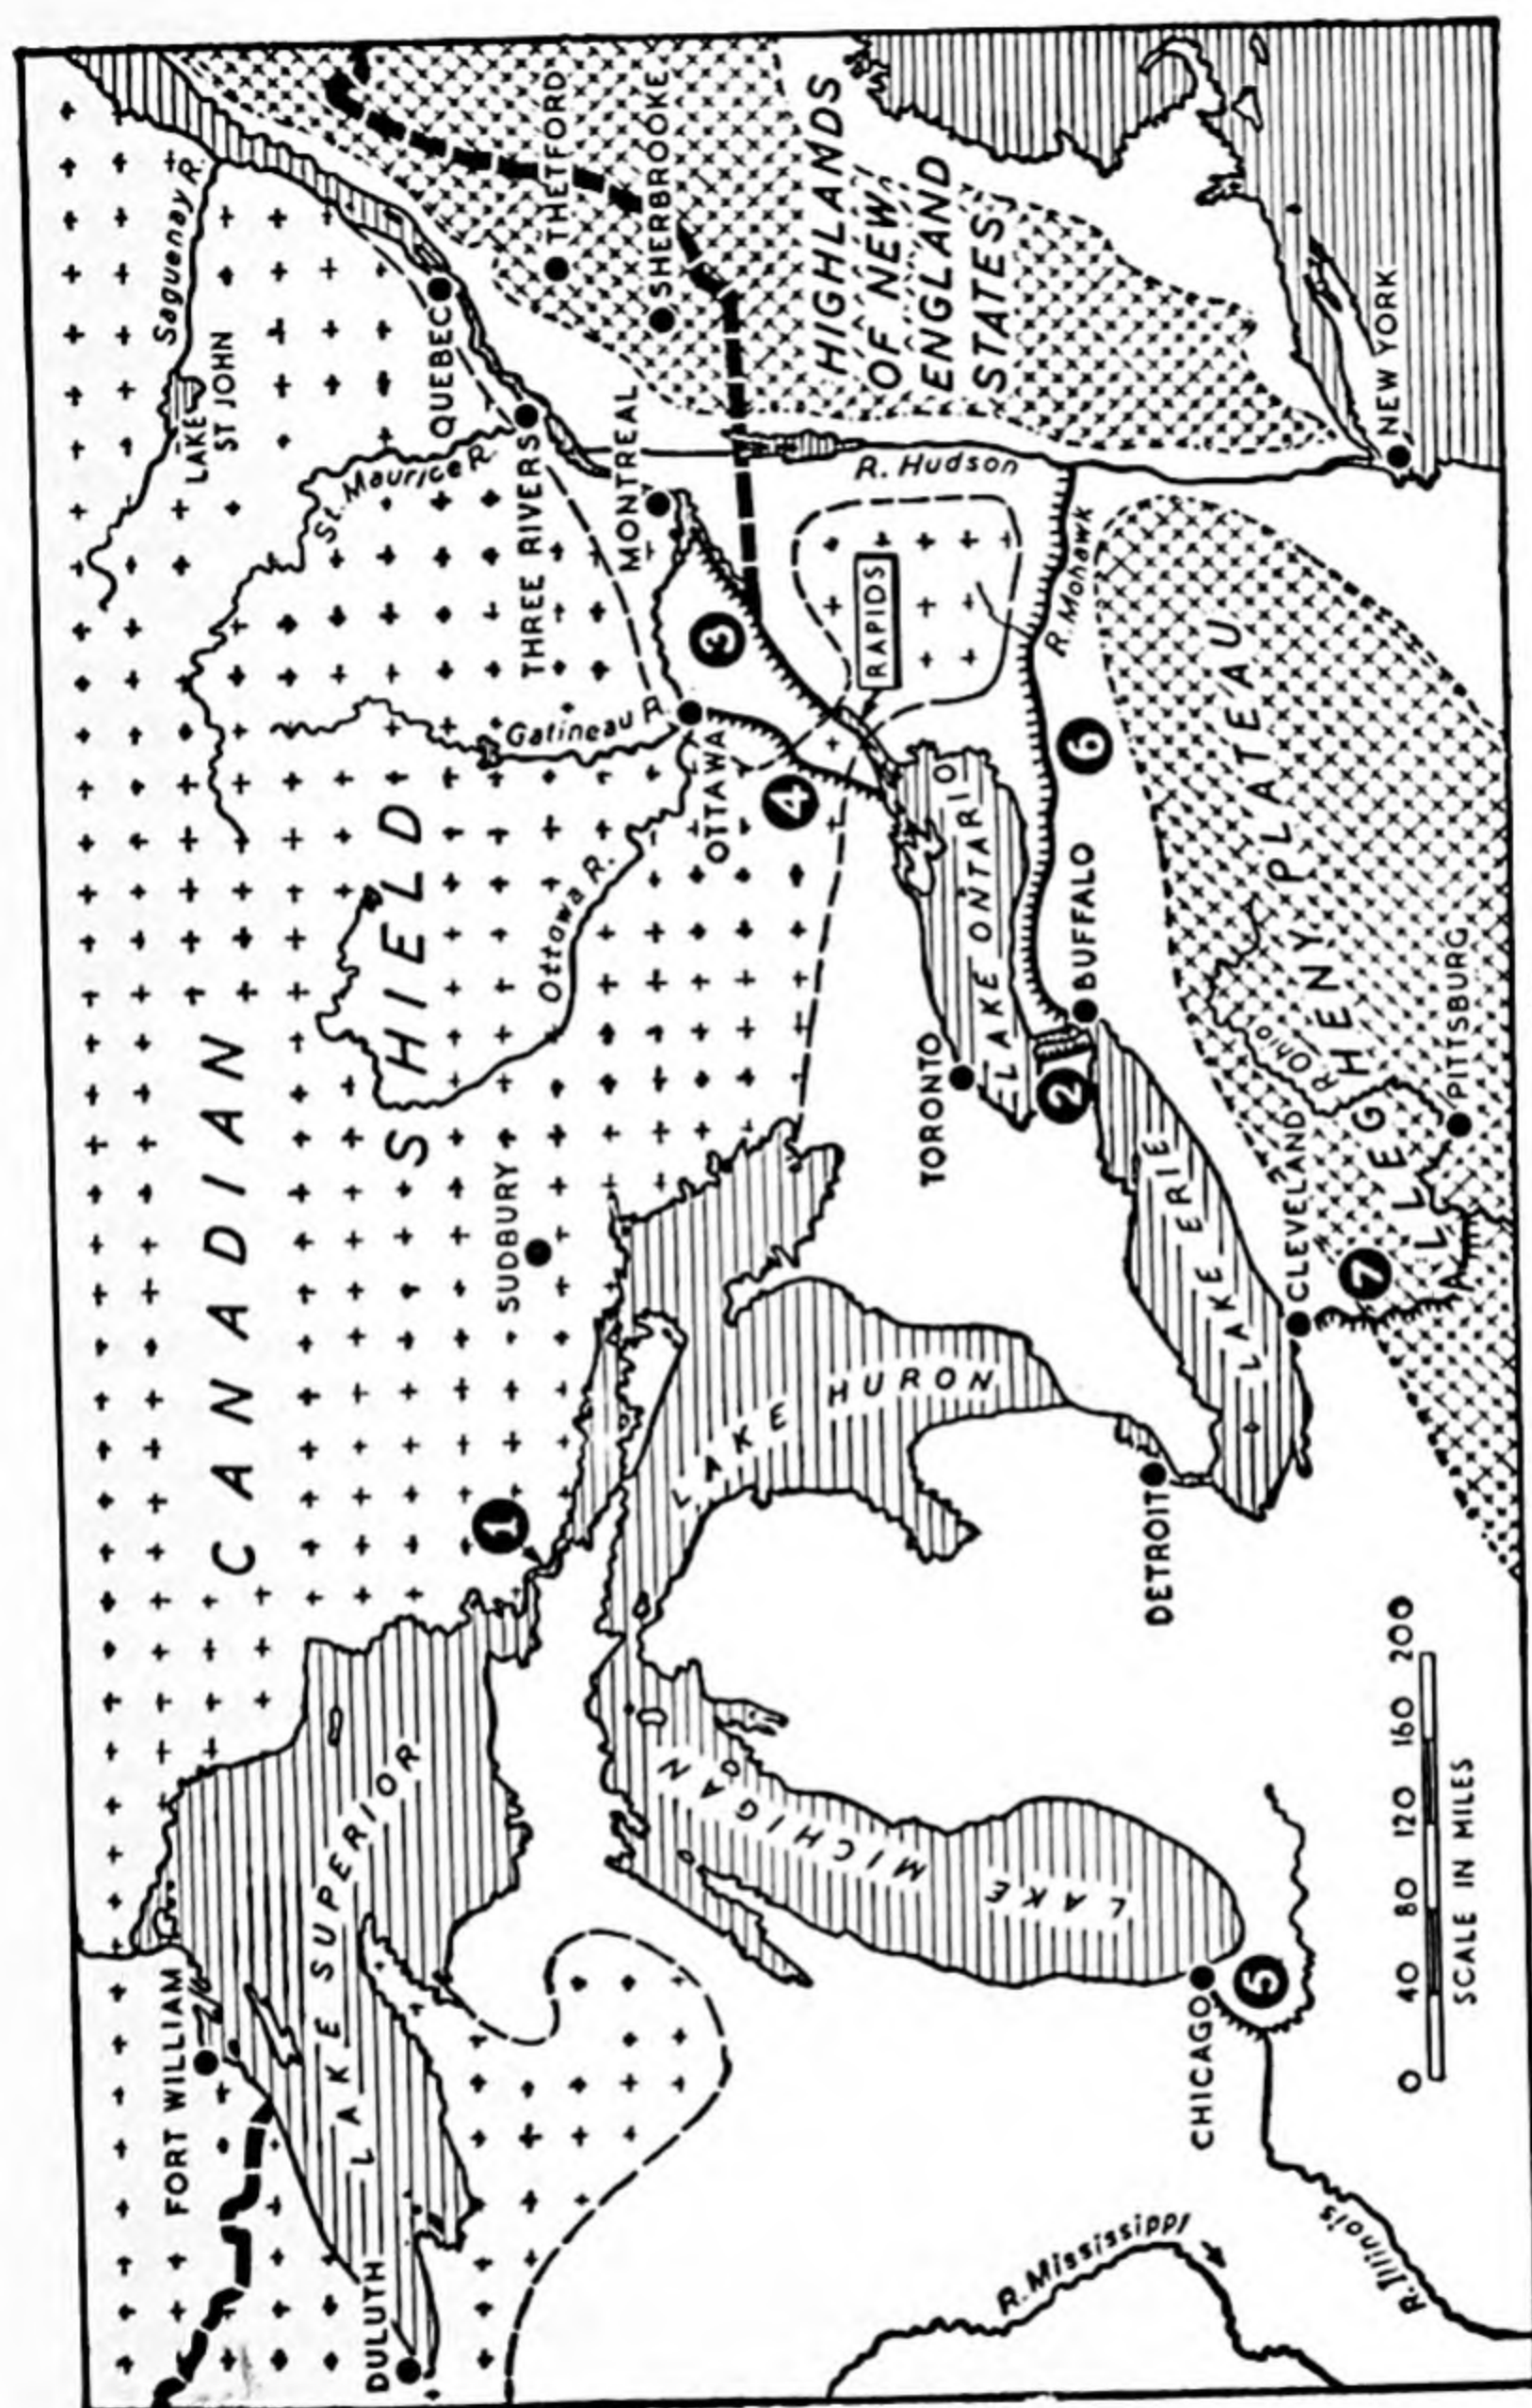 CANADIAN
SHIELD
Saguenay R.
LAKE
ST JOHN
St. Maurice R.
QUEBEC
THETFORD
SHERBROOKE
THREE RIVERS
MONTREAL
Gatineau R.
OTTAWA
Ottawa R.
SUDBURY
FORT WILLIAM
LAKE SUPERIOR
DULUTH
1
3
4
RAPIDS
HIGHLANDS
OF NEW
ENGLAND
STATES
R. Hudson
R. Mohawk
LAKE ONTARIO
TORONTO
2
6
BUFFALO
LAKE HURON
LAKE MICHIGAN
LAKE ERIE
DETROIT
CLEVELAND
7
ALLEGHENY PLATEAU
R. Ohio
PITTSBURG
NEW YORK
CHICAGO
5
R. Mississippi
R. Illinois
0 40 80 120 160 200
SCALE IN MILES